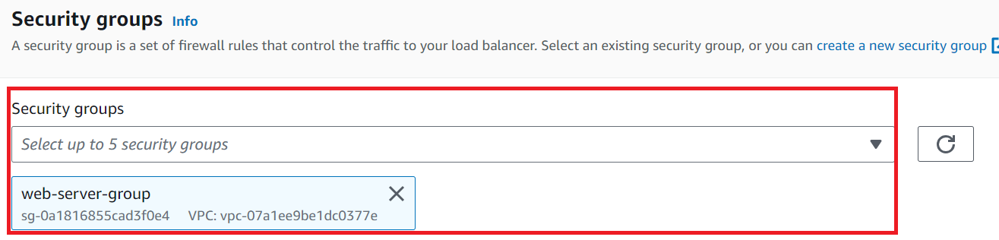 Security groups Info
A security group is a set of firewall rules that control the traffic to your load balancer. Select an existing security group, or you can create a new security group
Security groups
Select up to 5 security groups
web-server-group
sg-0a1816855cad3f0e4 VPC: vpc-07a1ee9be1dc0377e